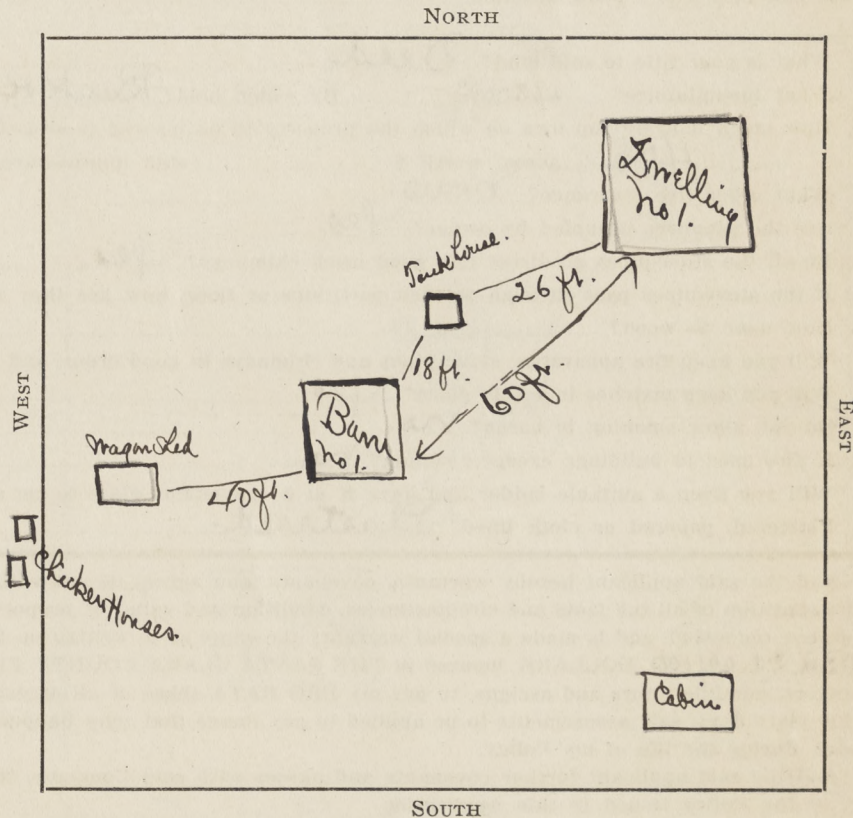 NORTH
Dwelling
No 1.
Tank house.
26 ft.
18 ft.
60 ft
WEST
EAST
Barn
No 1.
Wagon Shed
40 ft
Chicken Houses.
Cabin
SOUTH